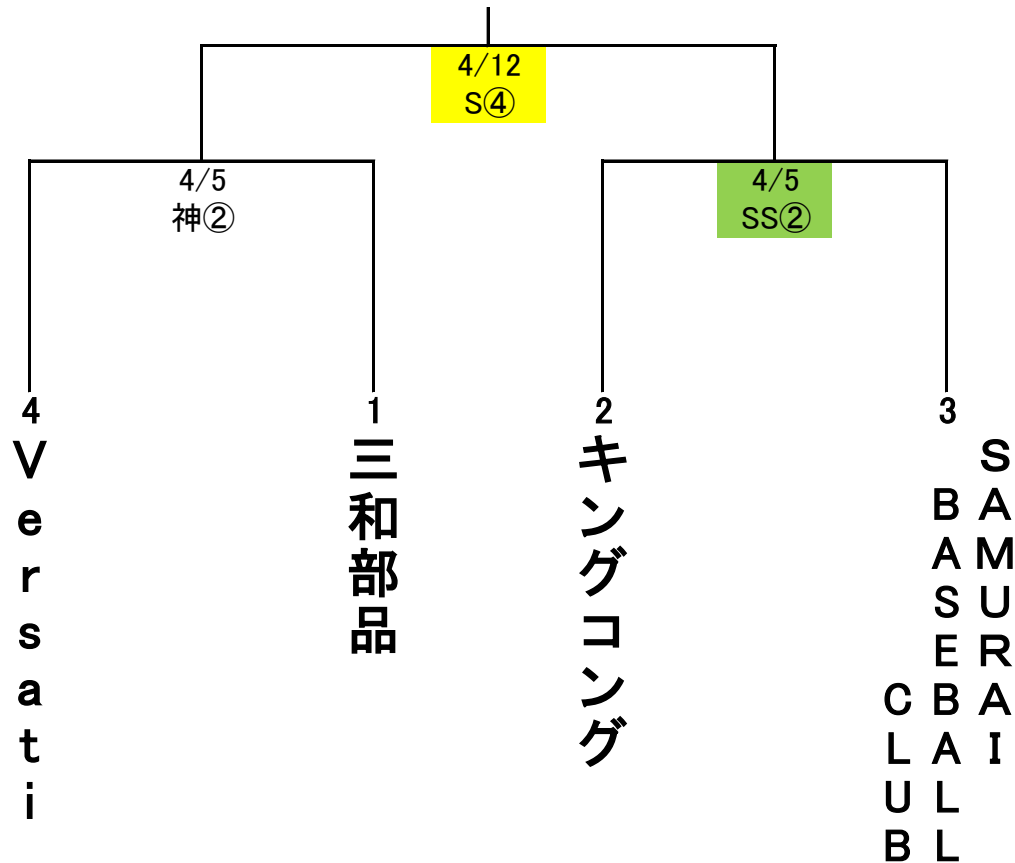 4/12
S④
4/5
神②
4/5
SS②
4
Versati
1
三和部品
2
キングコング
3
SAMURAI
BASEBALL
CLUB